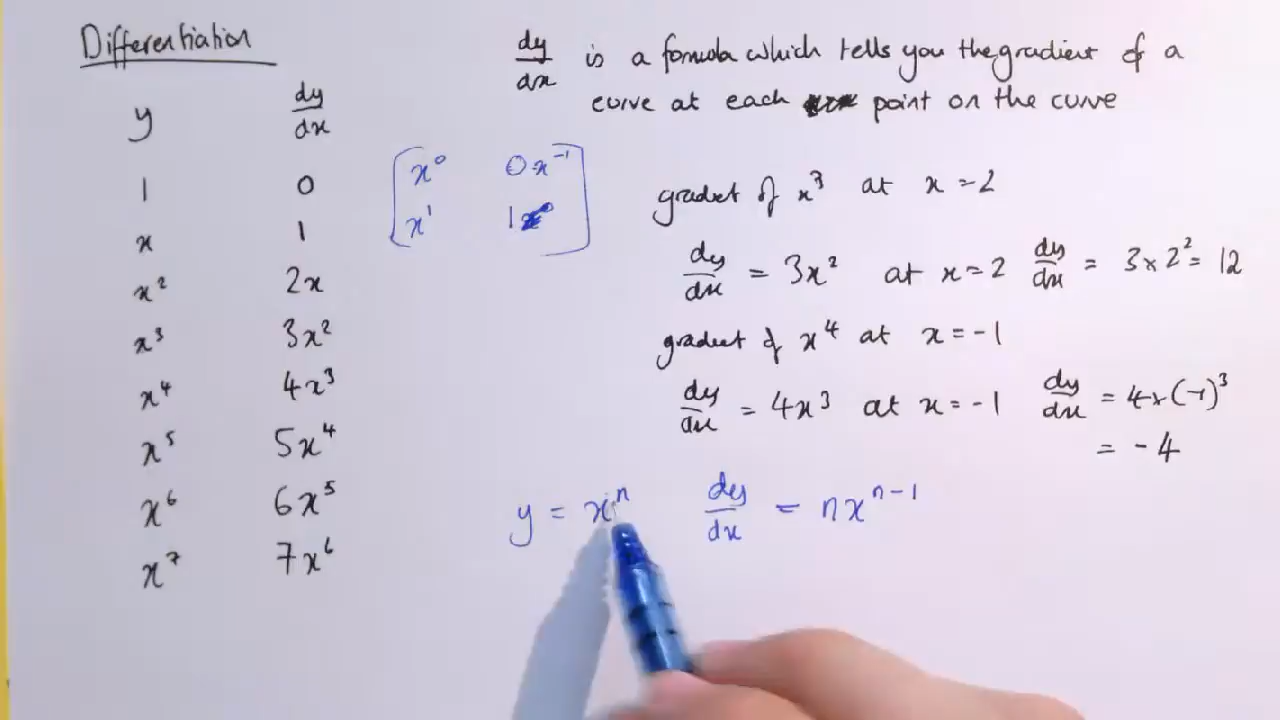 Differentiation
y dy/dx
1 0
x 1
x² 2x
x³ 3x²
x⁴ 4x³
x⁵ 5x⁴
x⁶ 6x⁵
x⁷ 7x⁶
x⁰ 0x⁻¹
x¹ 1x⁰
dy/dx is a formula which tells you the gradient of a
curve at each point on the curve
gradient of x³ at x=2
dy/dx = 3x² at x=2 dy/dx = 3×2²= 12
gradient of x⁴ at x=-1
dy/dx = 4x³ at x=-1 dy/dx = 4×(-1)³
= -4
y = xⁿ dy/dx = nxⁿ⁻¹